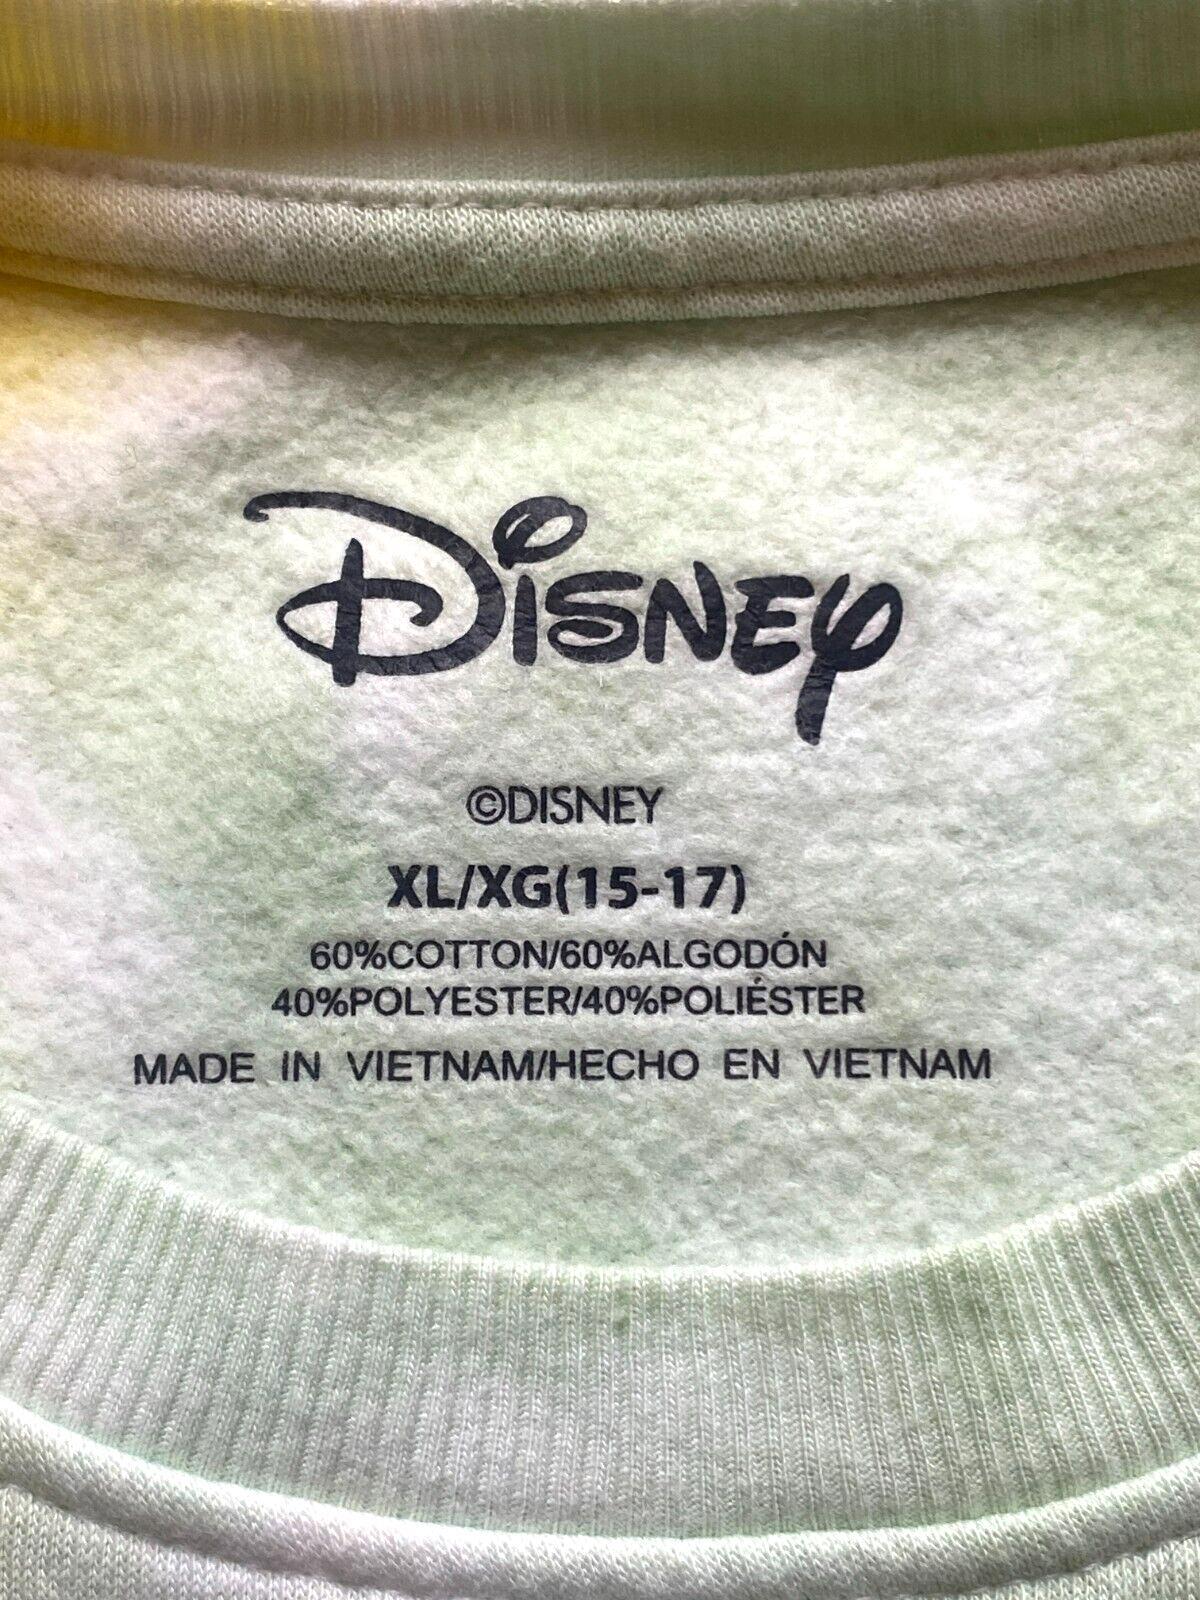 Disney
©DISNEY
XL/XG(15-17)
60%COTTON/60%ALGODÓN
40%POLYESTER/40%POLIÉSTER
MADE IN VIETNAM/HECHO EN VIETNAM